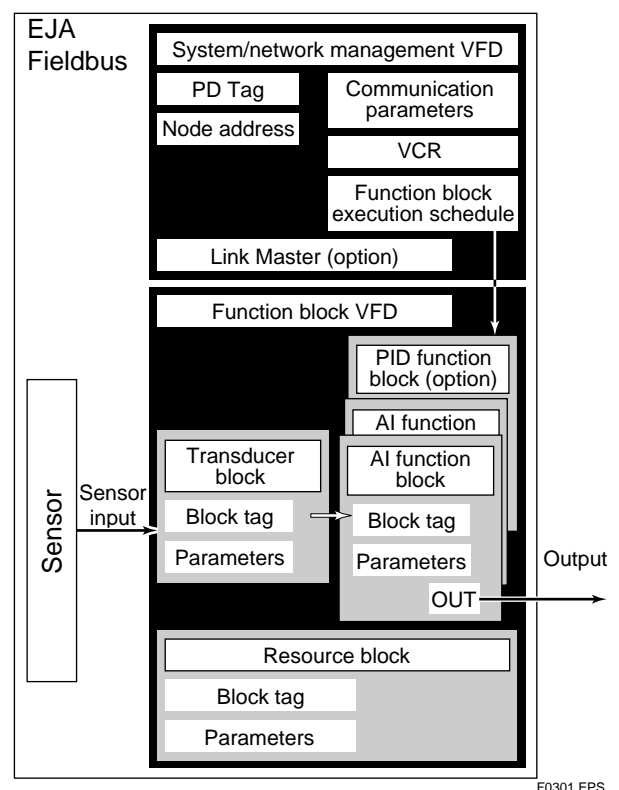 EJA
Fieldbus
System/network management VFD
PD Tag
Node address
Communication
parameters
VCR
Function block
execution schedule
Link Master (option)
Function block VFD
PID function
block (option)
AI function
AI function
block
Block tag
Parameters
OUT
Transducer
block
Block tag
Parameters
Sensor
Sensor
input
Output
Resource block
Block tag
Parameters
F0301.EPS